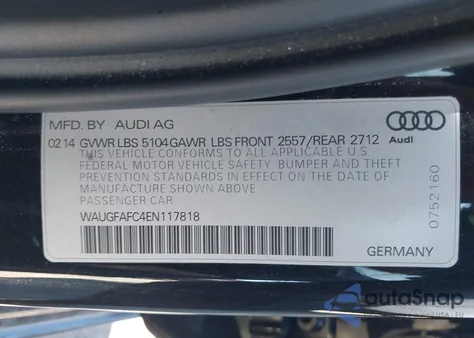 MFD. BY AUDI AG
Audi
02 14 GVWR LBS 5104 GAWR LBS FRONT 2557/REAR 2712
THIS VEHICLE CONFORMS TO ALL APPLICABLE U.S
FEDERAL MOTOR VEHICLE SAFETY, BUMPER AND THEFT
PREVENTION STANDARDS IN EFFECT ON THE DATE OF
MANUFACTURE SHOWN ABOVE
PASSENGER CAR
WAUGFAFC4EN117818
0752160
GERMANY
autoSnap